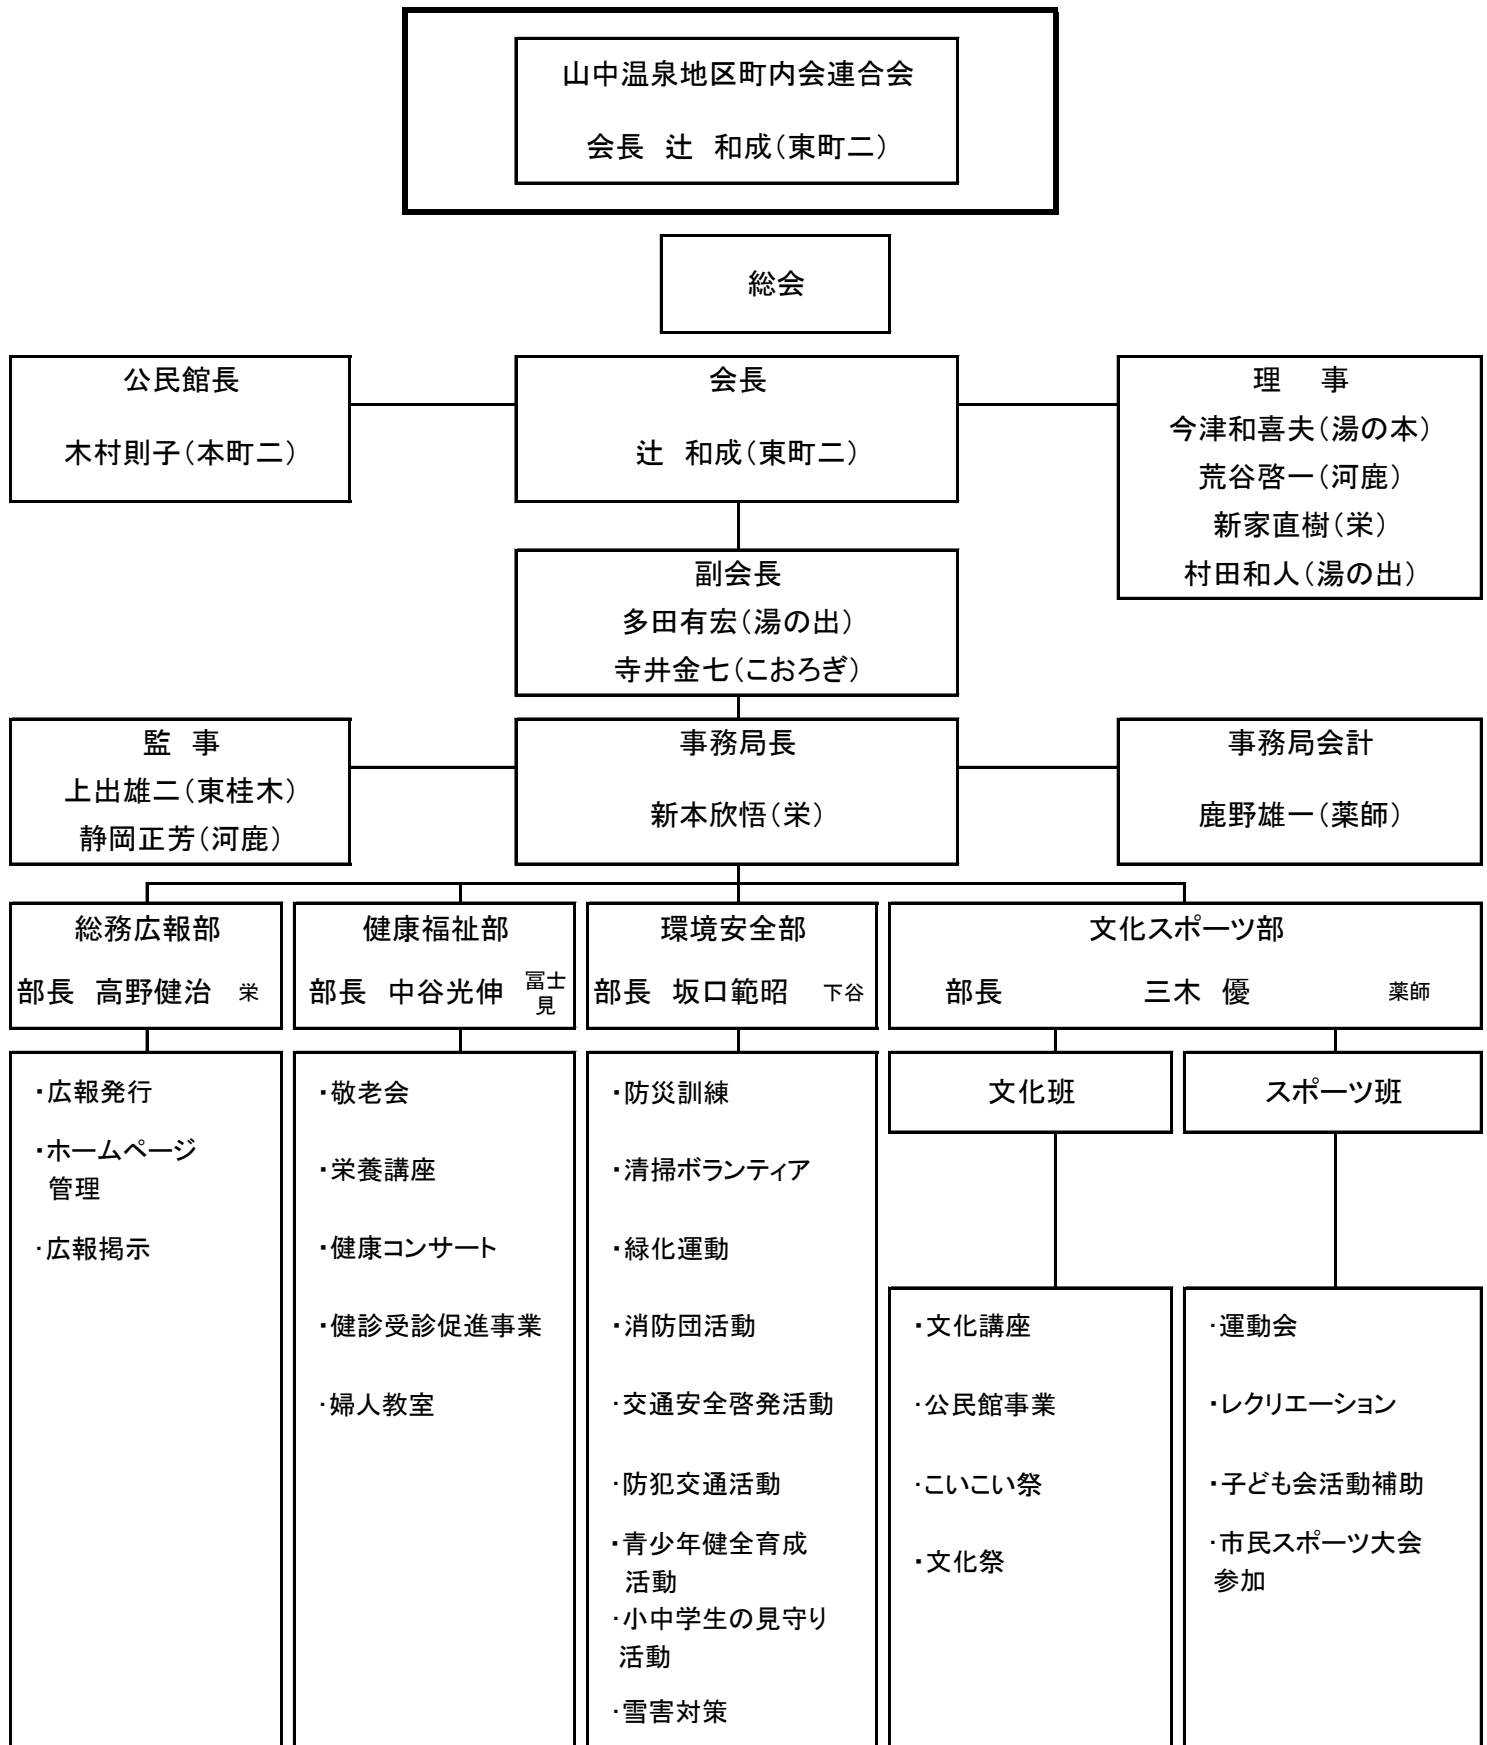 山中温泉地区町内会連合会
会長　辻　和成（東町二）
総会
公民館長
木村則子（本町二）
会長
辻　和成（東町二）
理　事
今津和喜夫（湯の本）
荒谷啓一（河鹿）
新家直樹（栄）
村田和人（湯の出）
副会長
多田有宏（湯の出）
寺井金七（こおろぎ）
監　事
上出雄二（東桂木）
静岡正芳（河鹿）
事務局長
新本欣悟（栄）
事務局会計
鹿野雄一（薬師）
総務広報部
部長　高野健治　栄
・広報発行
・ホームページ
管理
・広報掲示
健康福祉部
部長　中谷光伸　冨士
見
・敬老会
・栄養講座
・健康コンサート
・健診受診促進事業
・婦人教室
環境安全部
部長　坂口範昭　下谷
・防災訓練
・清掃ボランティア
・緑化運動
・消防団活動
・交通安全啓発活動
・防犯交通活動
・青少年健全育成
活動
・小中学生の見守り
活動
・雪害対策
文化スポーツ部
部長　三木　優　薬師
文化班
・文化講座
・公民館事業
・こいこい祭
・文化祭
スポーツ班
・運動会
・レクリエーション
・子ども会活動補助
・市民スポーツ大会
参加